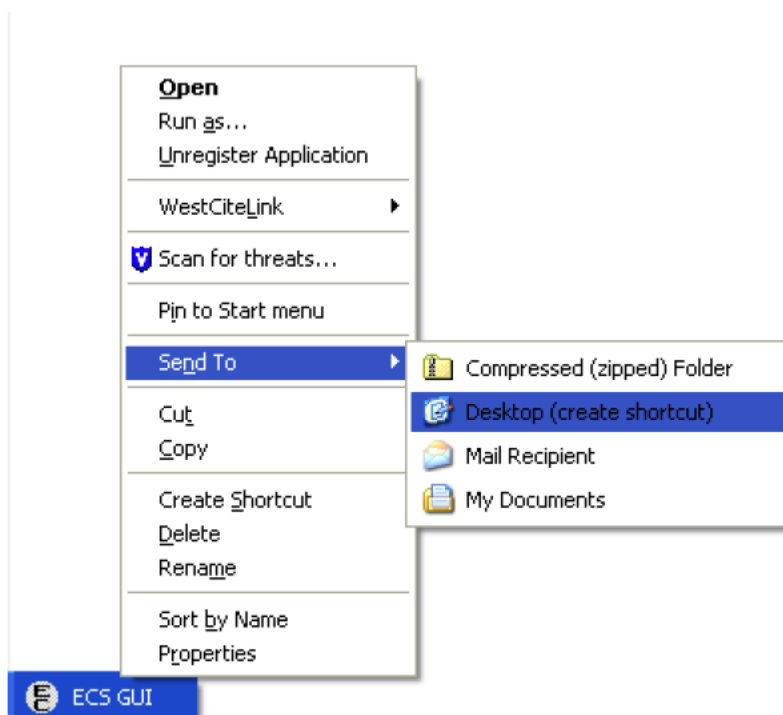 Open
Run as...
Unregister Application
WestCiteLink
Scan for threats...
Pin to Start menu
Send To
Compressed (zipped) Folder
Desktop (create shortcut)
Mail Recipient
My Documents
Cut
Copy
Create Shortcut
Delete
Rename
Sort by Name
Properties
ECS GUI